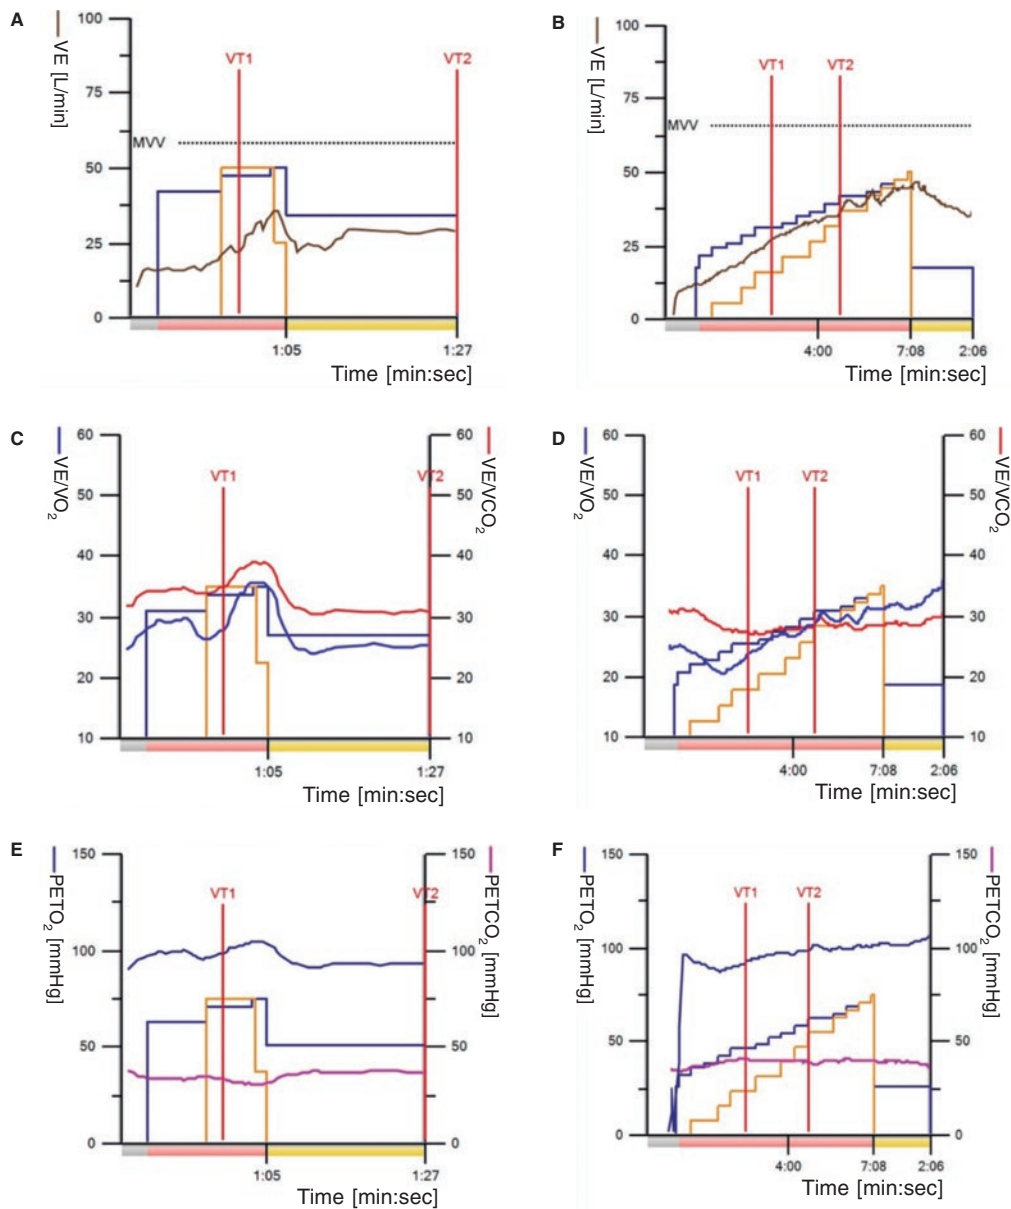 A
VE [L/min]
100
75
50
25
0
MVV
VT1
VT2
1:05
1:27
Time [min:sec]
B
VE [L/min]
100
75
50
25
0
MVV
VT1
VT2
4:00
7:08
2:06
Time [min:sec]
C
VE/VO2
60
50
40
30
20
10
VT1
VT2
60
50
40
30
20
10
VE/VCO2
1:05
1:27
Time [min:sec]
D
VE/VO2
60
50
40
30
20
10
VT1
VT2
60
50
40
30
20
10
VE/VCO2
4:00
7:08
2:06
Time [min:sec]
E
PETO2 [mmHg]
150
100
50
0
VT1
VT2
150
100
50
0
PETCO2 [mmHg]
1:05
1:27
Time [min:sec]
F
PETO2 [mmHg]
150
100
50
0
VT1
VT2
150
100
50
0
PETCO2 [mmHg]
4:00
7:08
2:06
Time [min:sec]